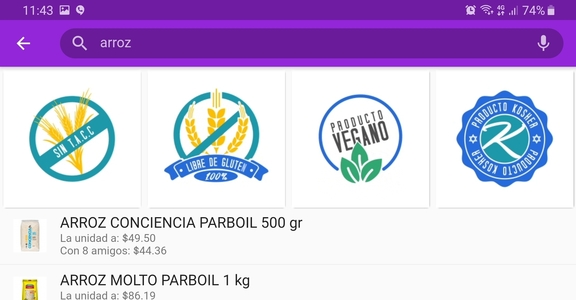 11:43
4G
74%
arroz
SIN T.A.C.C
LIBRE DE GLUTEN
100%
PRODUCTO
VEGANO
PRODUCTO KOSHER
R
PRODUCTO KOSHER
ARROZ CONCIENCIA PARBOIL 500 gr
La unidad a: $49.50
Con 8 amigos: $44.36
ARROZ MOLTO PARBOIL 1 kg
La unidad a: $86.19